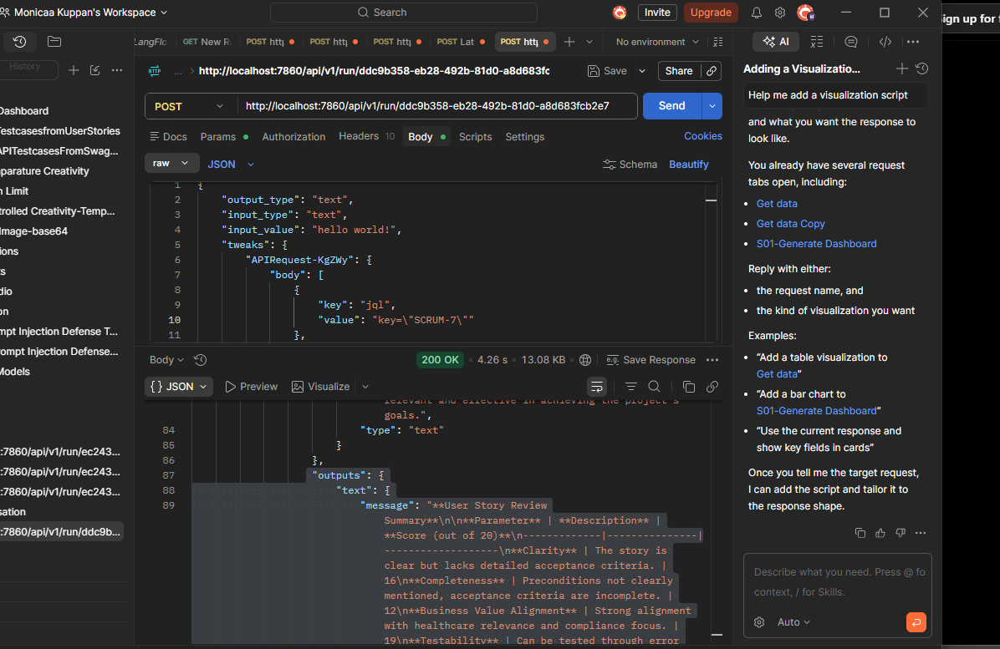 Monicaa Kuppan's Workspace
Search
Invite
Upgrade
Sign up for
LangFlo
GET New R
POST htt
POST htt
POST htt
POST Lat
POST htt
No environment
AI
History
http://localhost:7860/api/v1/run/ddc9b358-eb28-492b-81d0-a8d683fc
Save
Share
POST
http://localhost:7860/api/v1/run/ddc9b358-eb28-492b-81d0-a8d683fcb2e7
Send
Docs
Params
Authorization
Headers 10
Body
Scripts
Settings
Cookies
raw
JSON
Schema
Beautify
Dashboard
TestcasesfromUserStories
APITestcasesFromSwag...
mparature Creativity
n Limit
trolled Creativity-Temp...
Image-base64
ions
ts
dio
on
mpt Injection Defense T...
rompt Injection Defense...
Models
:7860/api/v1/run/ec243...
:7860/api/v1/run/ec243...
:7860/api/v1/run/ec243...
sation
:7860/api/v1/run/ddc9b...
1 {
2 "output_type": "text",
3 "input_type": "text",
4 "input_value": "hello world!",
5 "tweaks": {
6 "APIRequest-KgZWy": {
7 "body": [
8 {
9 "key": "jql",
10 "value": "key=\"SCRUM-7\""
11 },
Body
200 OK
4.26 s
13.08 KB
e.g. Save Response
{} JSON
Preview
Visualize
relevant and effective in achieving the project's
goals.",
84 "type": "text"
85 }
86 },
87 "outputs": {
88 "text": {
89 "message": "**User Story Review
Summary**\n\n**Parameter** | **Description** |
**Score (out of 20)**\n-------------|---------------|
-------------------\n**Clarity** | The story is
clear but lacks detailed acceptance criteria. |
16\n**Completeness** | Preconditions not clearly
mentioned, acceptance criteria are incomplete. |
12\n**Business Value Alignment** | Strong alignment
with healthcare relevance and compliance focus. |
19\n**Testability** | Can be tested through error
Adding a Visualizatio...
Help me add a visualization script
and what you want the response to
look like.
You already have several request
tabs open, including:
• Get data
• Get data Copy
• S01-Generate Dashboard
Reply with either:
• the request name, and
• the kind of visualization you want
Examples:
• “Add a table visualization to
Get data”
• “Add a bar chart to
S01-Generate Dashboard”
• “Use the current response and
show key fields in cards”
Once you tell me the target request,
I can add the script and tailor it to
the response shape.
Describe what you need. Press @ fo
context, / for Skills.
Auto